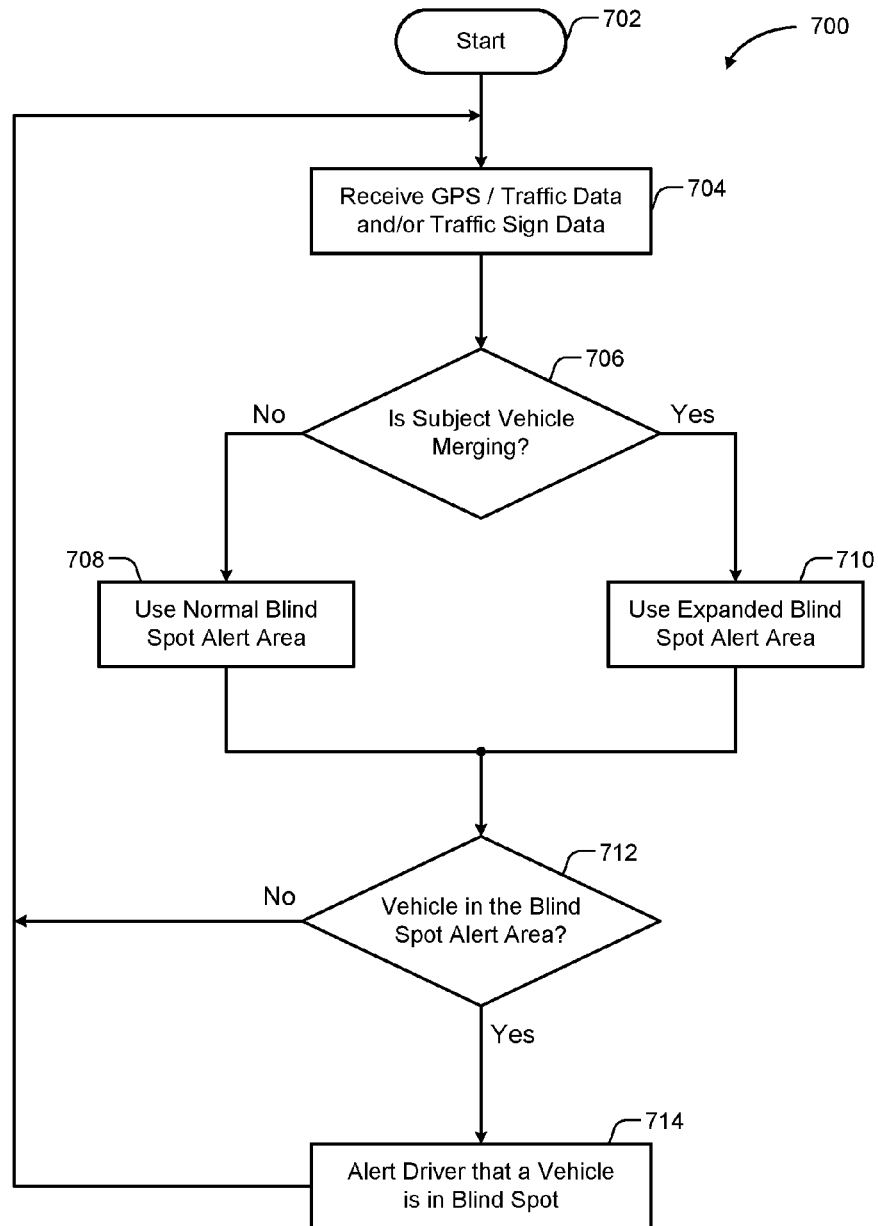 Start
702
700
Receive GPS / Traffic Data
and/or Traffic Sign Data
704
706
Is Subject Vehicle
Merging?
No
Yes
708
Use Normal Blind
Spot Alert Area
710
Use Expanded Blind
Spot Alert Area
712
Vehicle in the Blind
Spot Alert Area?
No
Yes
714
Alert Driver that a Vehicle
is in Blind Spot